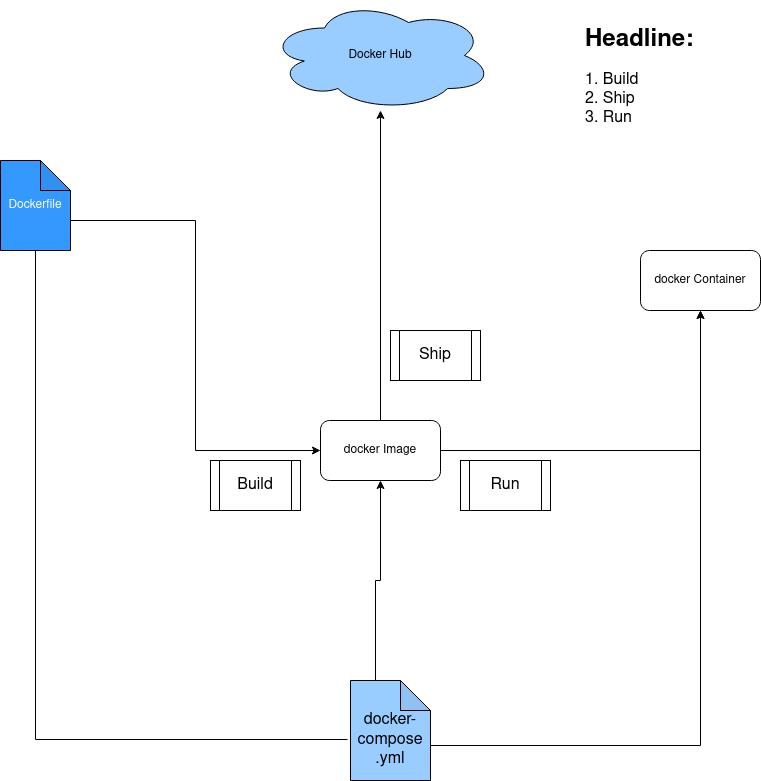 Docker Hub
Headline:
1. Build
2. Ship
3. Run
Dockerfile
docker Container
Ship
docker Image
Build
Run
docker-
compose
.yml